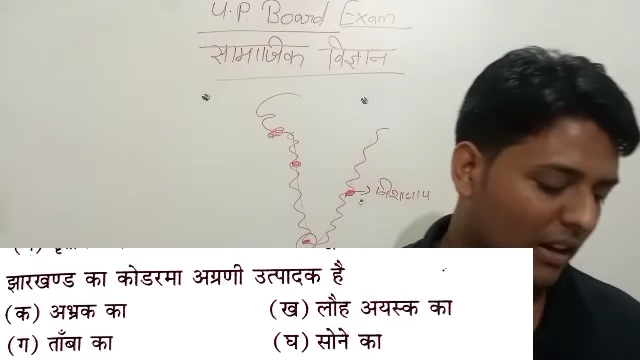 U.P. Board Exam
सामाजिक विज्ञान
झारखण्ड का कोडरमा अग्रणी उत्पादक है
(क) अभ्रक का (ख) लौह अयस्क का
(ग) ताँबा का (घ) सोने का